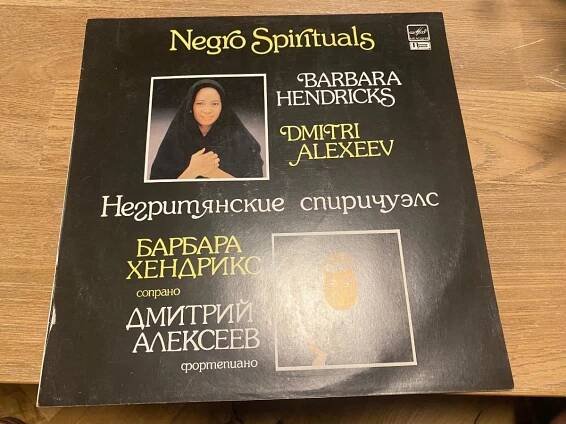 Negro Spirituals
BARBARA
HENDRICKS
DMITRI
ALEXEEV
Негритянские спиричуэлс
БАРБАРА
ХЕНДРИКС
сопрано
ДМИТРИЙ
АЛЕКСЕЕВ
фортепиано